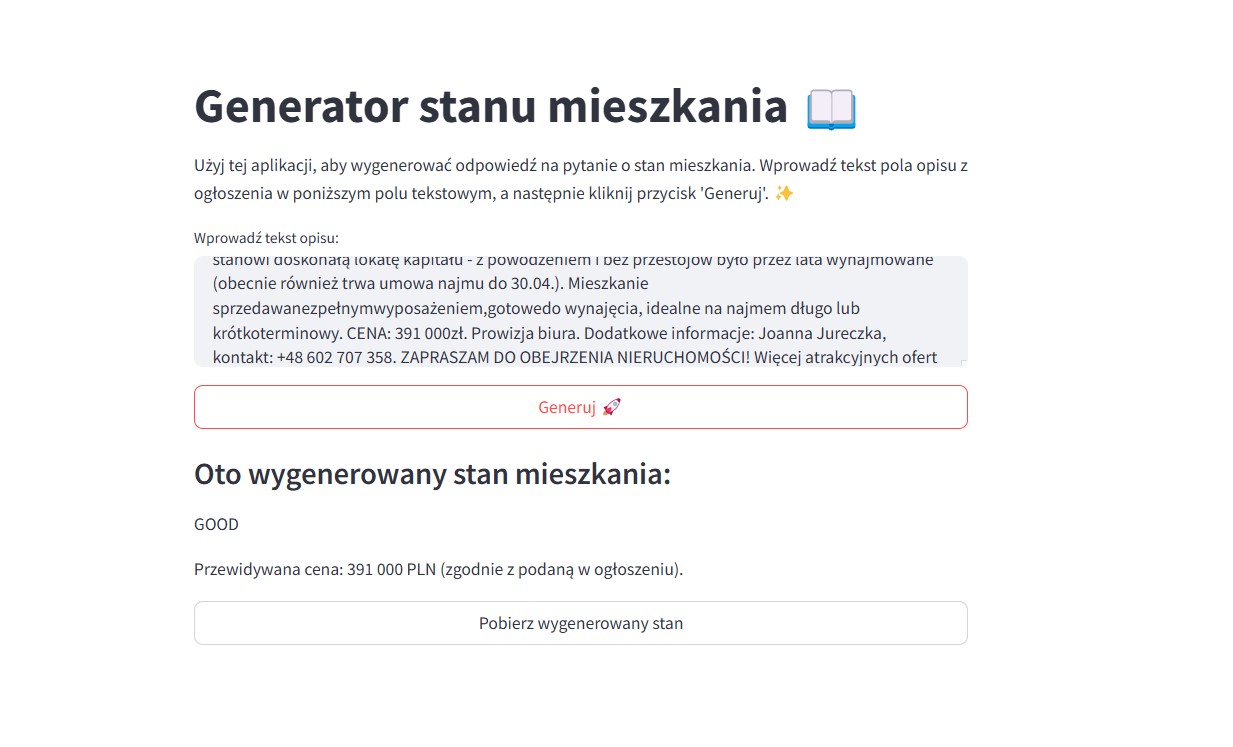 Generator stanu mieszkania
Użyj tej aplikacji, aby wygenerować odpowiedź na pytanie o stan mieszkania. Wprowadź tekst pola opisu z
ogłoszenia w poniższym polu tekstowym, a następnie kliknij przycisk 'Generuj'.
Wprowadź tekst opisu:
stanowi doskonałą lokatę kapitału - z powodzeniem i bez przestojów było przez lata wynajmowane
(obecnie również trwa umowa najmu do 30.04.). Mieszkanie
sprzedawanezpełnymwyposażeniem,gotowedo wynajęcia, idealne na najmem długo lub
krótkoterminowy. CENA: 391 000zł. Prowizja biura. Dodatkowe informacje: Joanna Jureczka,
kontakt: +48 602 707 358. ZAPRASZAM DO OBEJRZENIA NIERUCHOMOŚCI! Więcej atrakcyjnych ofert
Generuj
Oto wygenerowany stan mieszkania:
GOOD
Przewidywana cena: 391 000 PLN (zgodnie z podaną w ogłoszeniu).
Pobierz wygenerowany stan